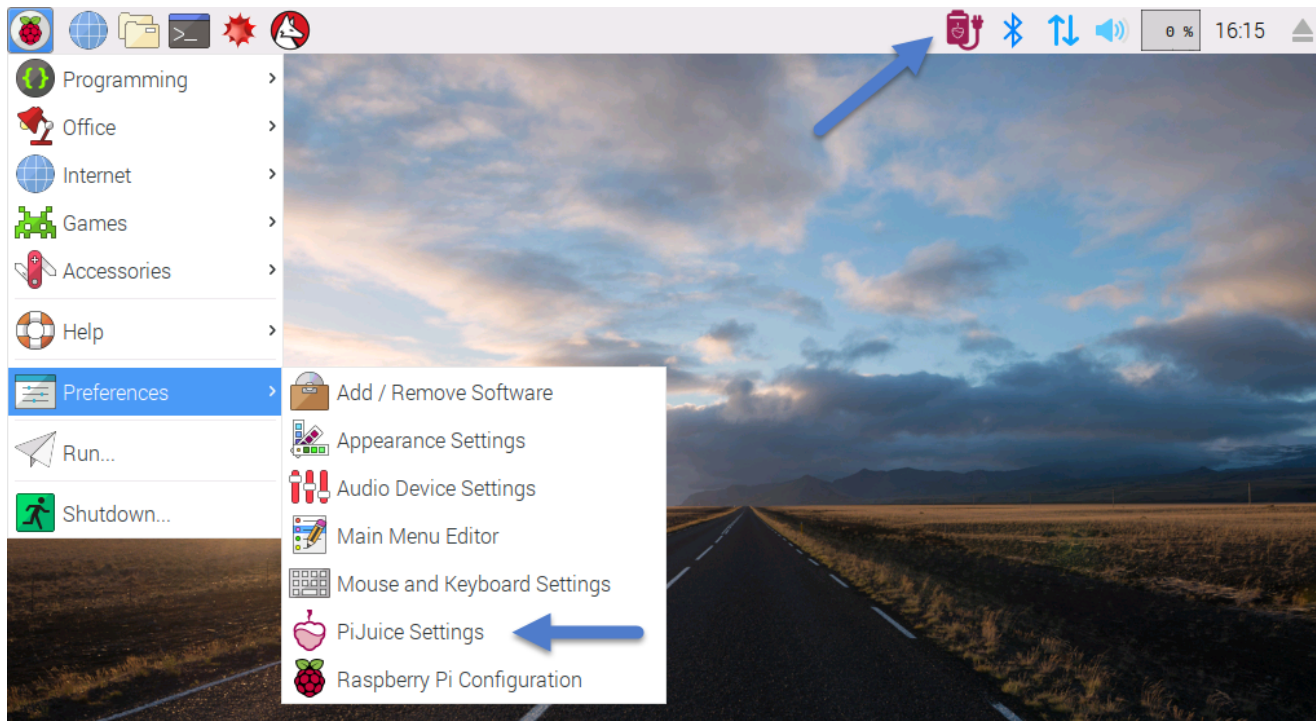 0 %
16:15
Programming
Office
Internet
Games
Accessories
Help
Preferences
Run...
Shutdown...
Add / Remove Software
Appearance Settings
Audio Device Settings
Main Menu Editor
Mouse and Keyboard Settings
PiJuice Settings
Raspberry Pi Configuration